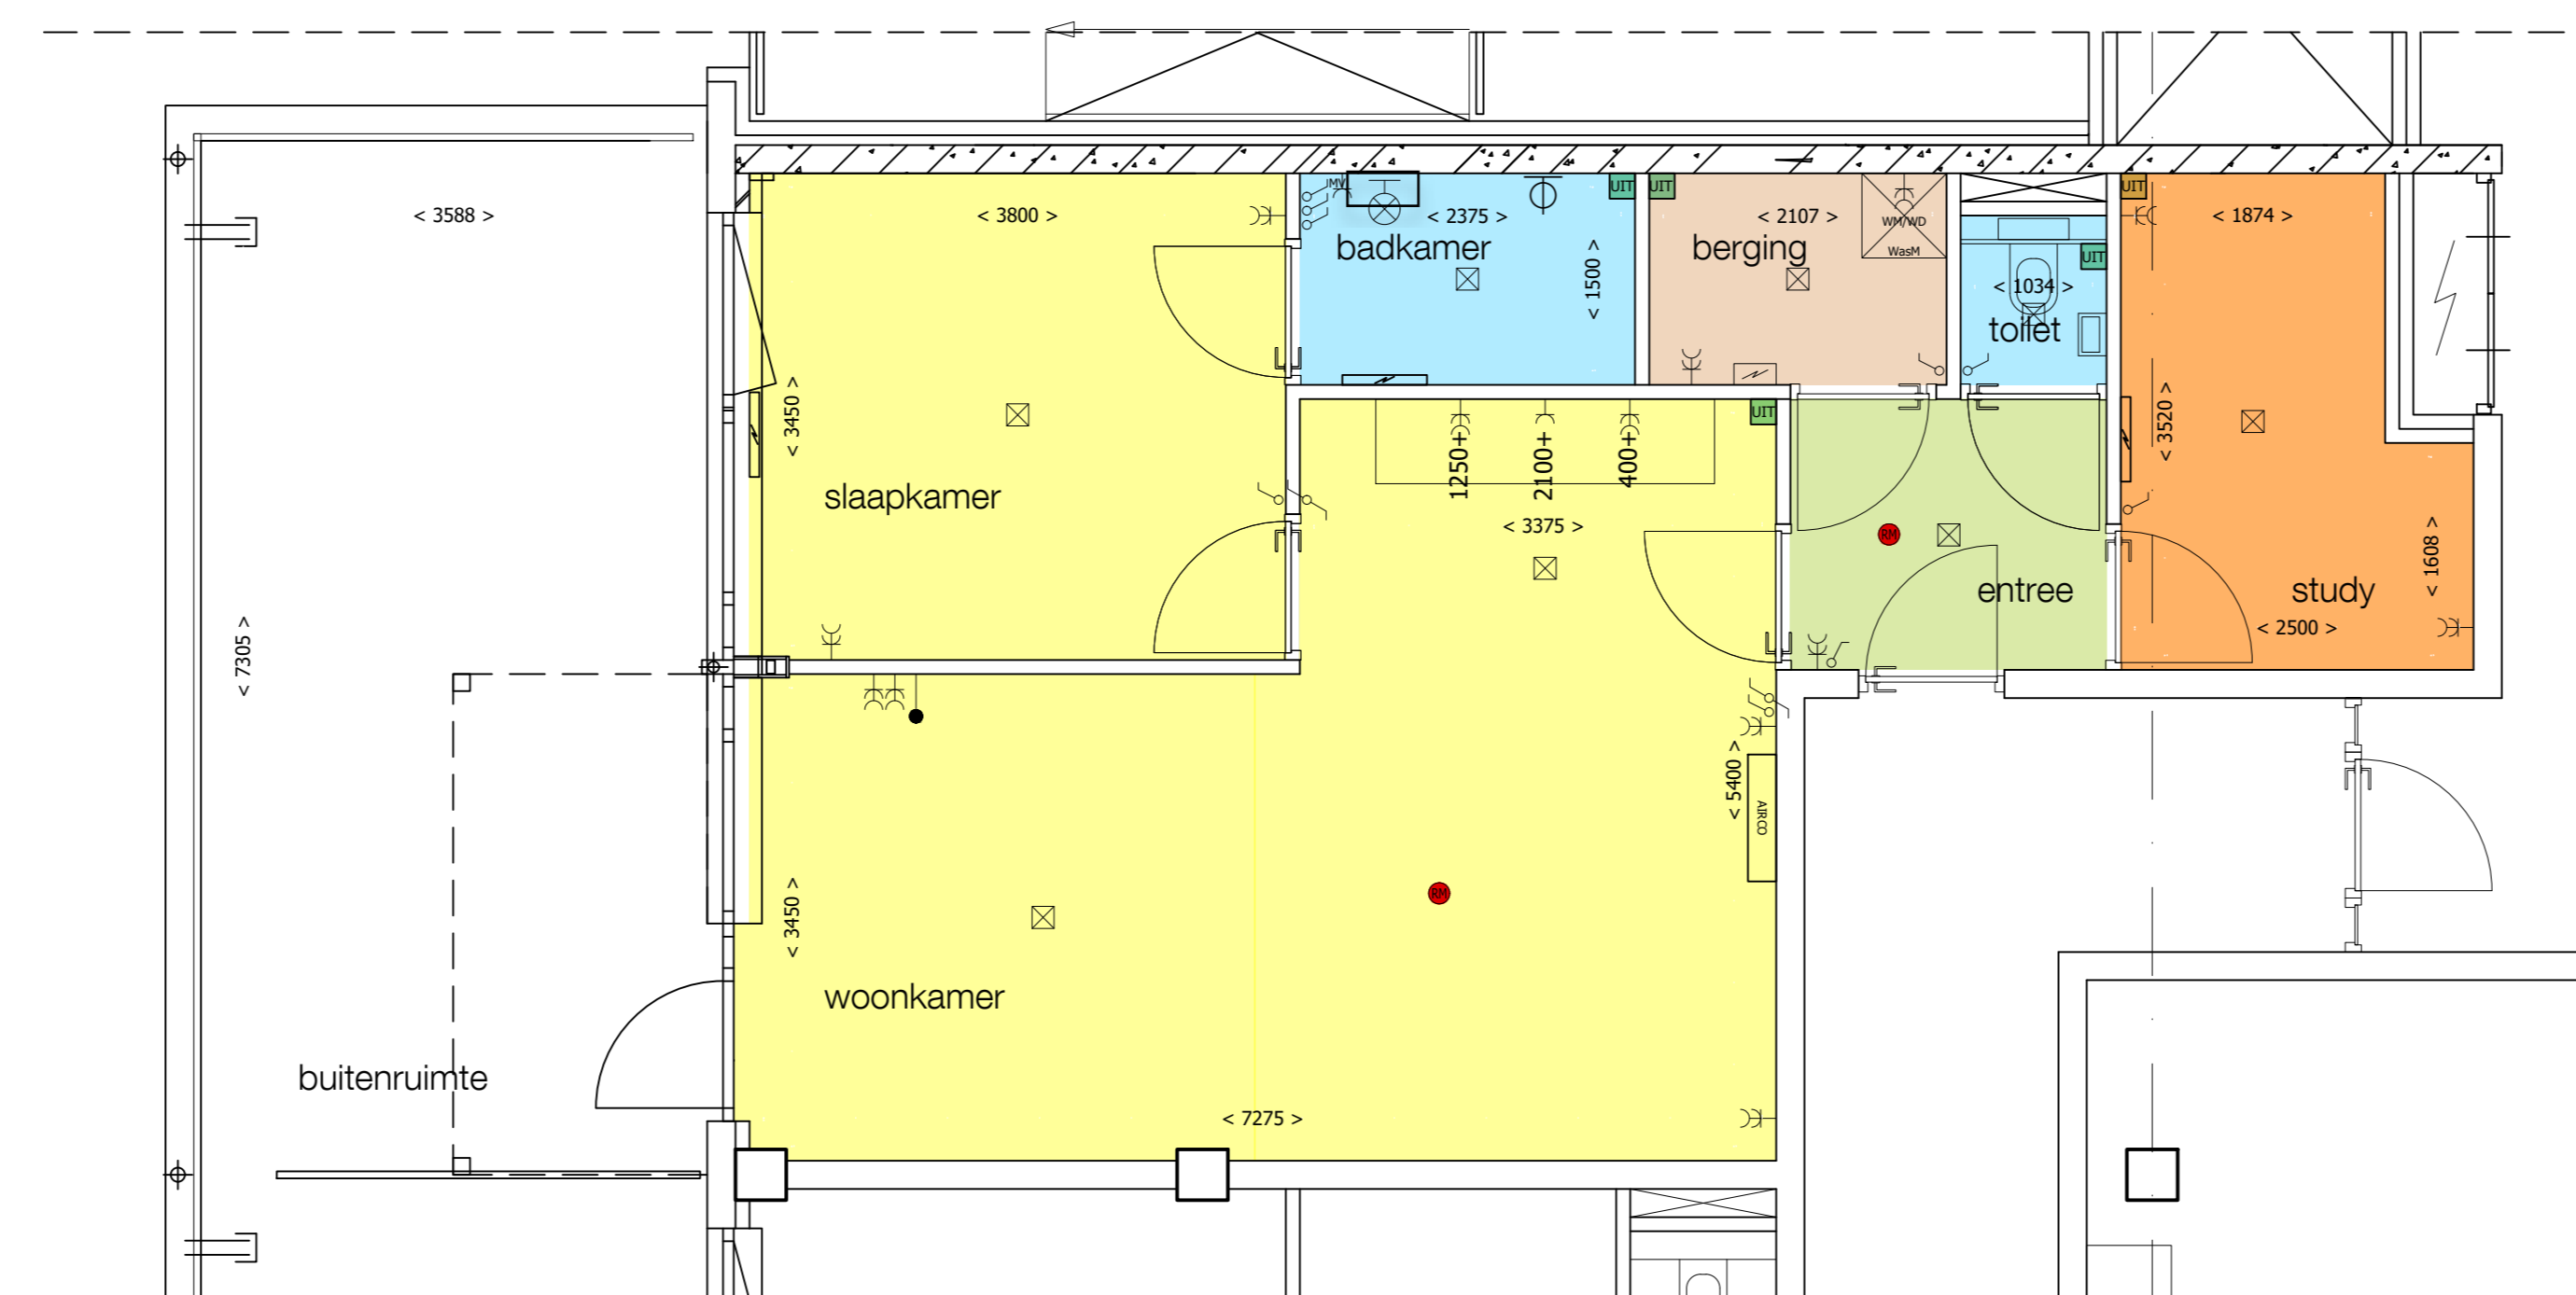 < 3588 >
< 3800 >
MV
< 2375 >
UIT
UIT
< 2107 >
WM/WD
WasM
UIT
< 1874 >
badkamer
berging
< 1500 >
UIT
< 1034 >
toilet
< 3450 >
slaapkamer
1250+
2100+
400+
UIT
< 3375 >
< 3520 >
RM
entree
study
< 1608 >
< 2500 >
< 7305 >
< 5400 >
AIRCO
RM
< 3450 >
woonkamer
buitenruimte
< 7275 >